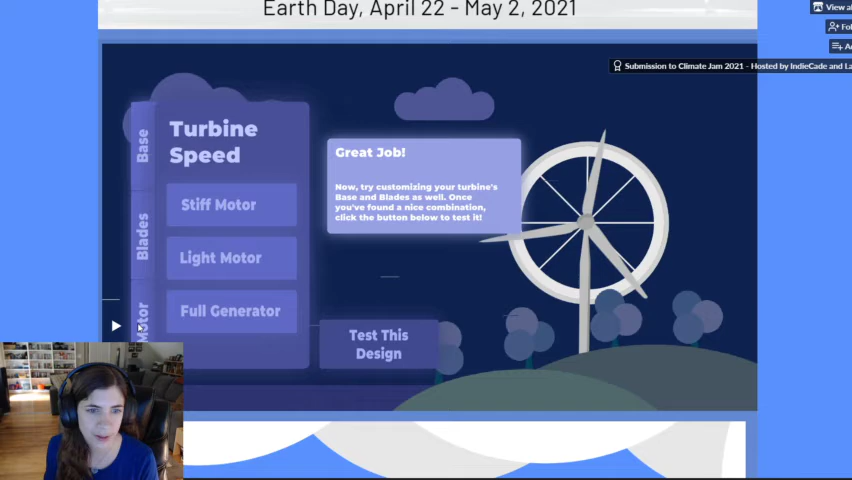 Earth Day, April 22 - May 2, 2021
View a
Fol
A
Submission to Climate Jam 2021 - Hosted by IndieCade and La
Base
Blades
Motor
Turbine
Speed
Stiff Motor
Light Motor
Full Generator
Great Job!
Now, try customizing your turbine's
Base and Blades as well. Once
you've found a nice combination,
click the button below to test it!
Test This
Design